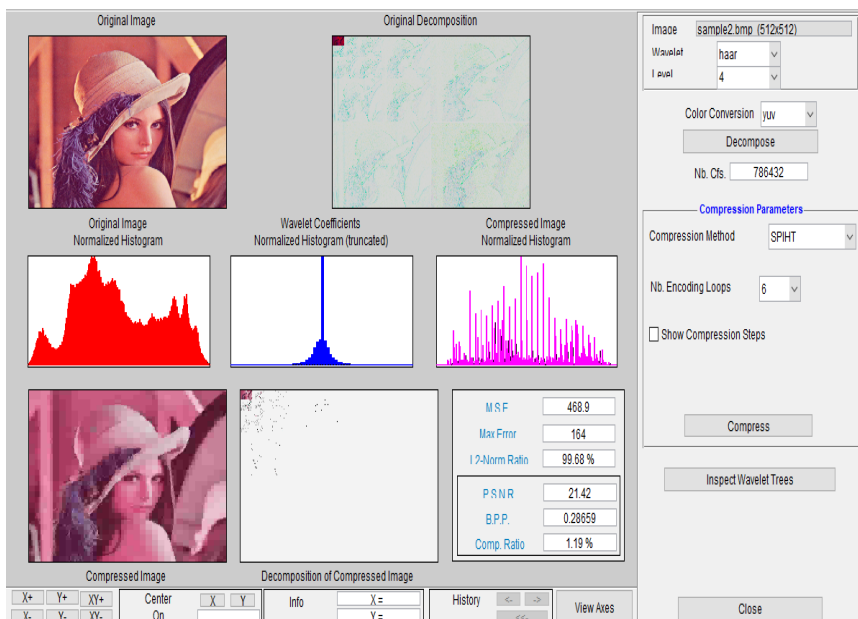 Original Image
Original Decomposition
Original Image
Normalized Histogram
Wavelet Coefficients
Normalized Histogram (truncated)
Compressed Image
Normalized Histogram
M.S.E. 468.9
Max Error 164
L2-Norm Ratio 99.68 %
P.S.N.R. 21.42
B.P.P. 0.28659
Comp. Ratio 1.19 %
Compressed Image
Decomposition of Compressed Image
X+ Y+ XY+
X- Y- XY-
Center
On
X Y
Info
X =
Y =
History
<- ->
<<-
View Axes
Image sample2.bmp (512x512)
Wavelet haar
Level 4
Color Conversion yuv
Decompose
Nb. Cfs. 786432
Compression Parameters
Compression Method SPIHT
Nb. Encoding Loops 6
Show Compression Steps
Compress
Inspect Wavelet Trees
Close